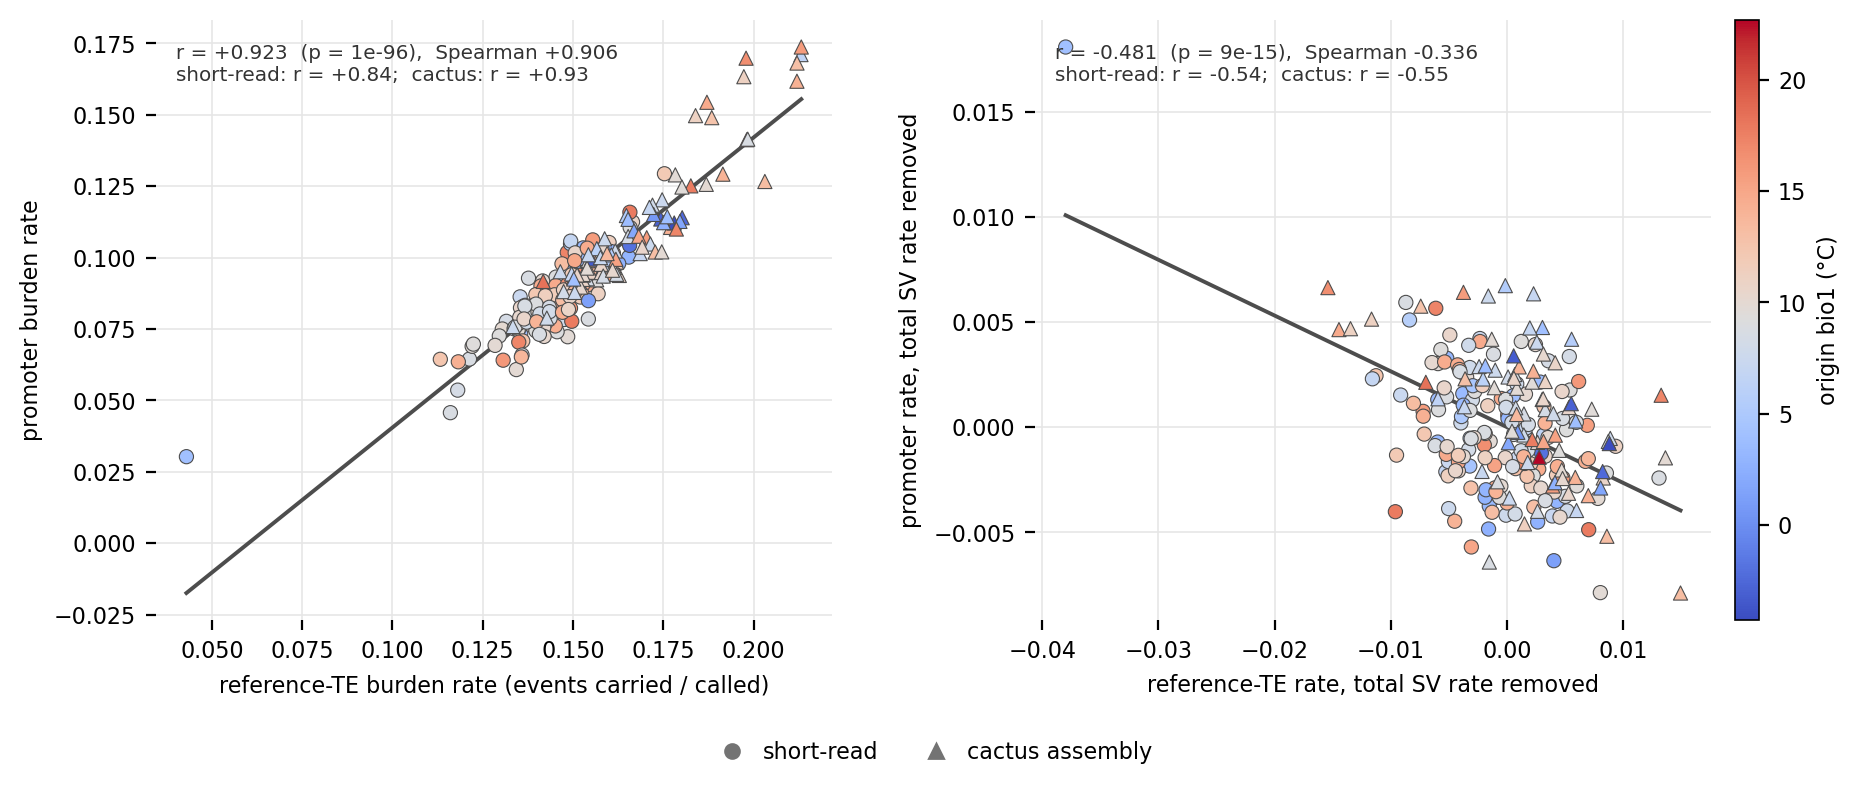 r = +0.923  (p = 1e-96),  Spearman +0.906
short-read: r = +0.84;  cactus: r = +0.93
promoter burden rate
0.175
0.150
0.125
0.100
0.075
0.050
0.025
0.000
−0.025
0.050
0.075
0.100
0.125
0.150
0.175
0.200
reference-TE burden rate (events carried / called)
r = -0.481  (p = 9e-15),  Spearman -0.336
short-read: r = -0.54;  cactus: r = -0.55
promoter rate, total SV rate removed
0.015
0.010
0.005
0.000
−0.005
−0.04
−0.03
−0.02
−0.01
0.00
0.01
reference-TE rate, total SV rate removed
20
15
10
5
0
origin bio1 (°C)
short-read
cactus assembly